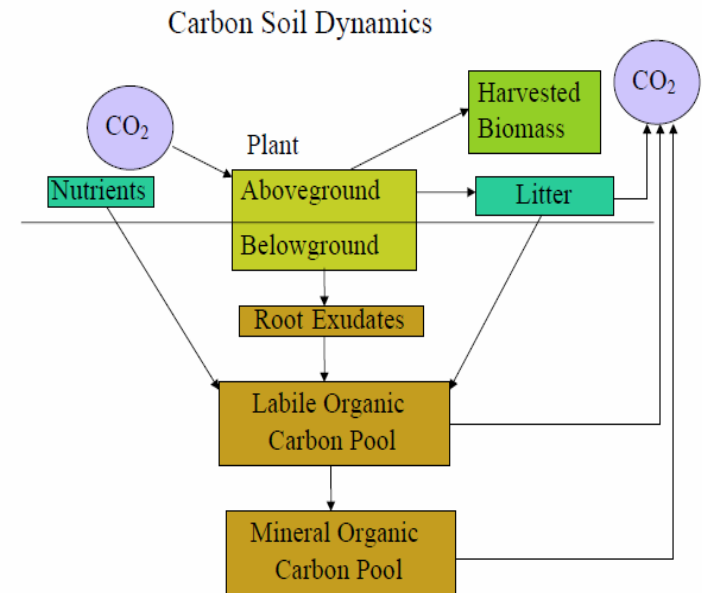 Carbon Soil Dynamics
CO₂
CO₂
Harvested
Biomass
Plant
Nutrients
Aboveground
Litter
Belowground
Root Exudates
Labile Organic
Carbon Pool
Mineral Organic
Carbon Pool